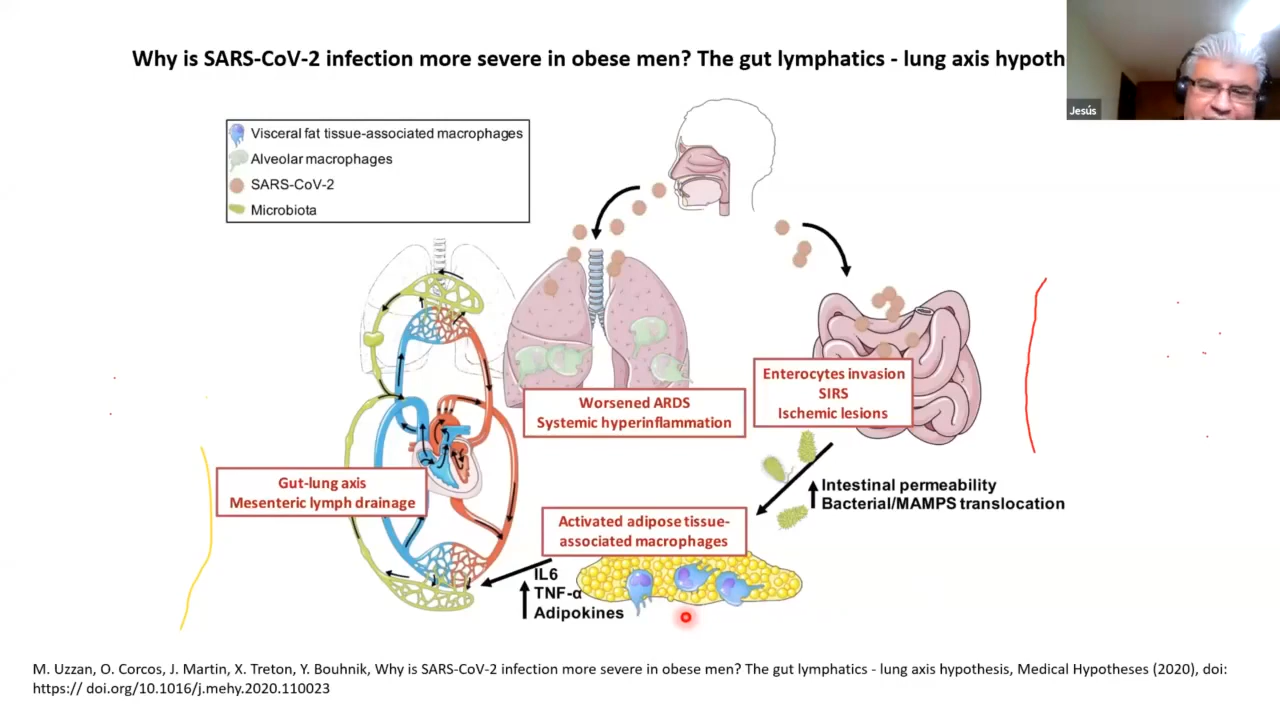 Why is SARS-CoV-2 infection more severe in obese men? The gut lymphatics - lung axis hypoth
Jesús
Visceral fat tissue-associated macrophages
Alveolar macrophages
SARS-CoV-2
Microbiota
Enterocytes invasion
SIRS
Ischemic lesions
Worsened ARDS
Systemic hyperinflammation
Gut-lung axis
Mesenteric lymph drainage
Intestinal permeability
Bacterial/MAMPS translocation
Activated adipose tissue-
associated macrophages
IL6
TNF-α
Adipokines
M. Uzzan, O. Corcos, J. Martin, X. Treton, Y. Bouhnik, Why is SARS-CoV-2 infection more severe in obese men? The gut lymphatics - lung axis hypothesis, Medical Hypotheses (2020), doi:
https:// doi.org/10.1016/j.mehy.2020.110023